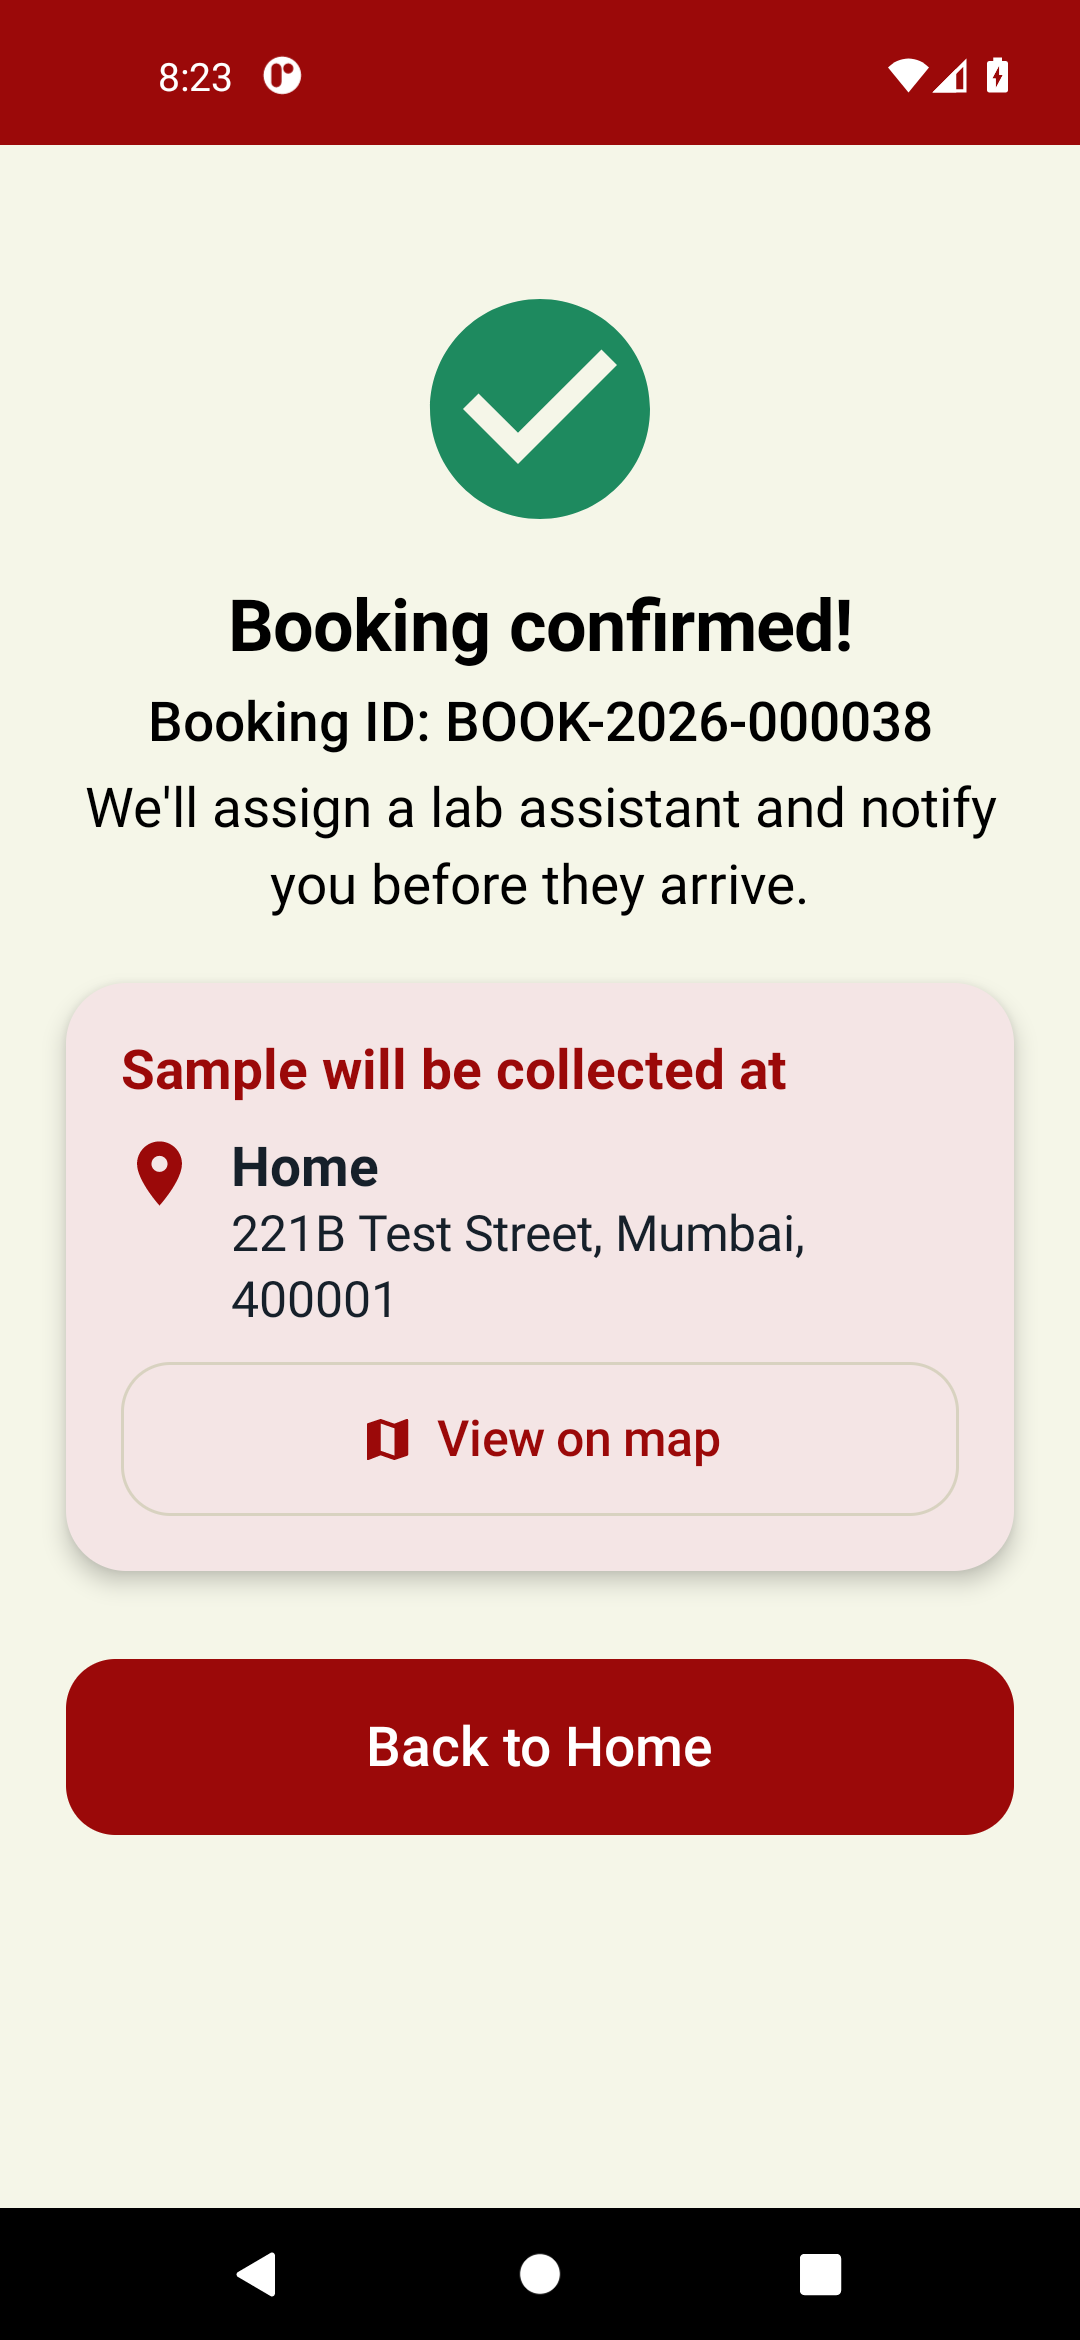 8:23
Booking confirmed!
Booking ID: BOOK-2026-000038
We'll assign a lab assistant and notify
you before they arrive.
Sample will be collected at
Home
221B Test Street, Mumbai,
400001
View on map
Back to Home